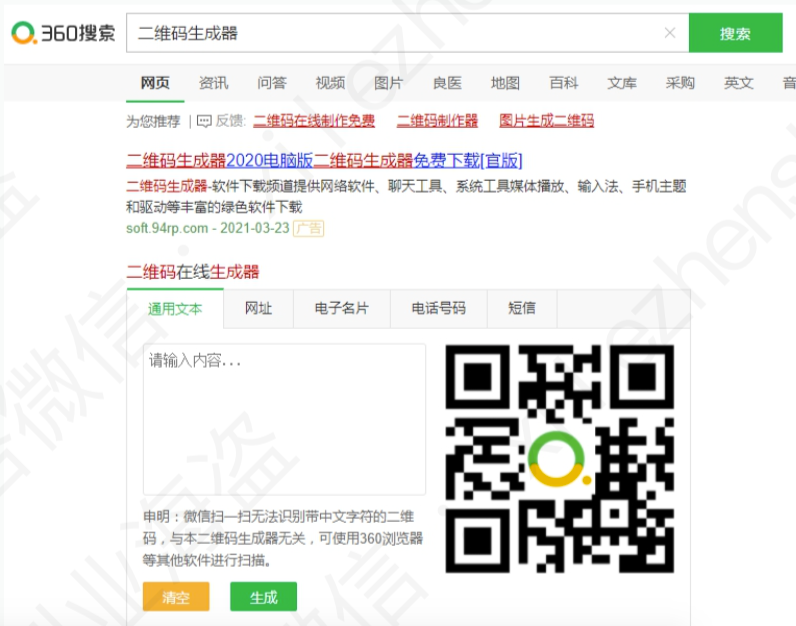 360搜索
二维码生成器
搜索
网页 资讯 问答 视频 图片 良医 地图 百科 文库 采购 英文 音
为您推荐 | 反馈: 二维码在线制作免费 二维码制作器 图片生成二维码
二维码生成器2020电脑版二维码生成器免费下载[官版]
二维码生成器-软件下载频道提供网络软件、聊天工具、系统工具媒体播放、输入法、手机主题
和驱动等丰富的绿色软件下载
soft.94rp.com - 2021-03-23 广告
二维码在线生成器
通用文本 网址 电子名片 电话号码 短信
请输入内容...
申明：微信扫一扫无法识别带中文字符的二维
码，与本二维码生成器无关，可使用360浏览器
等其他软件进行扫描。
清空 生成